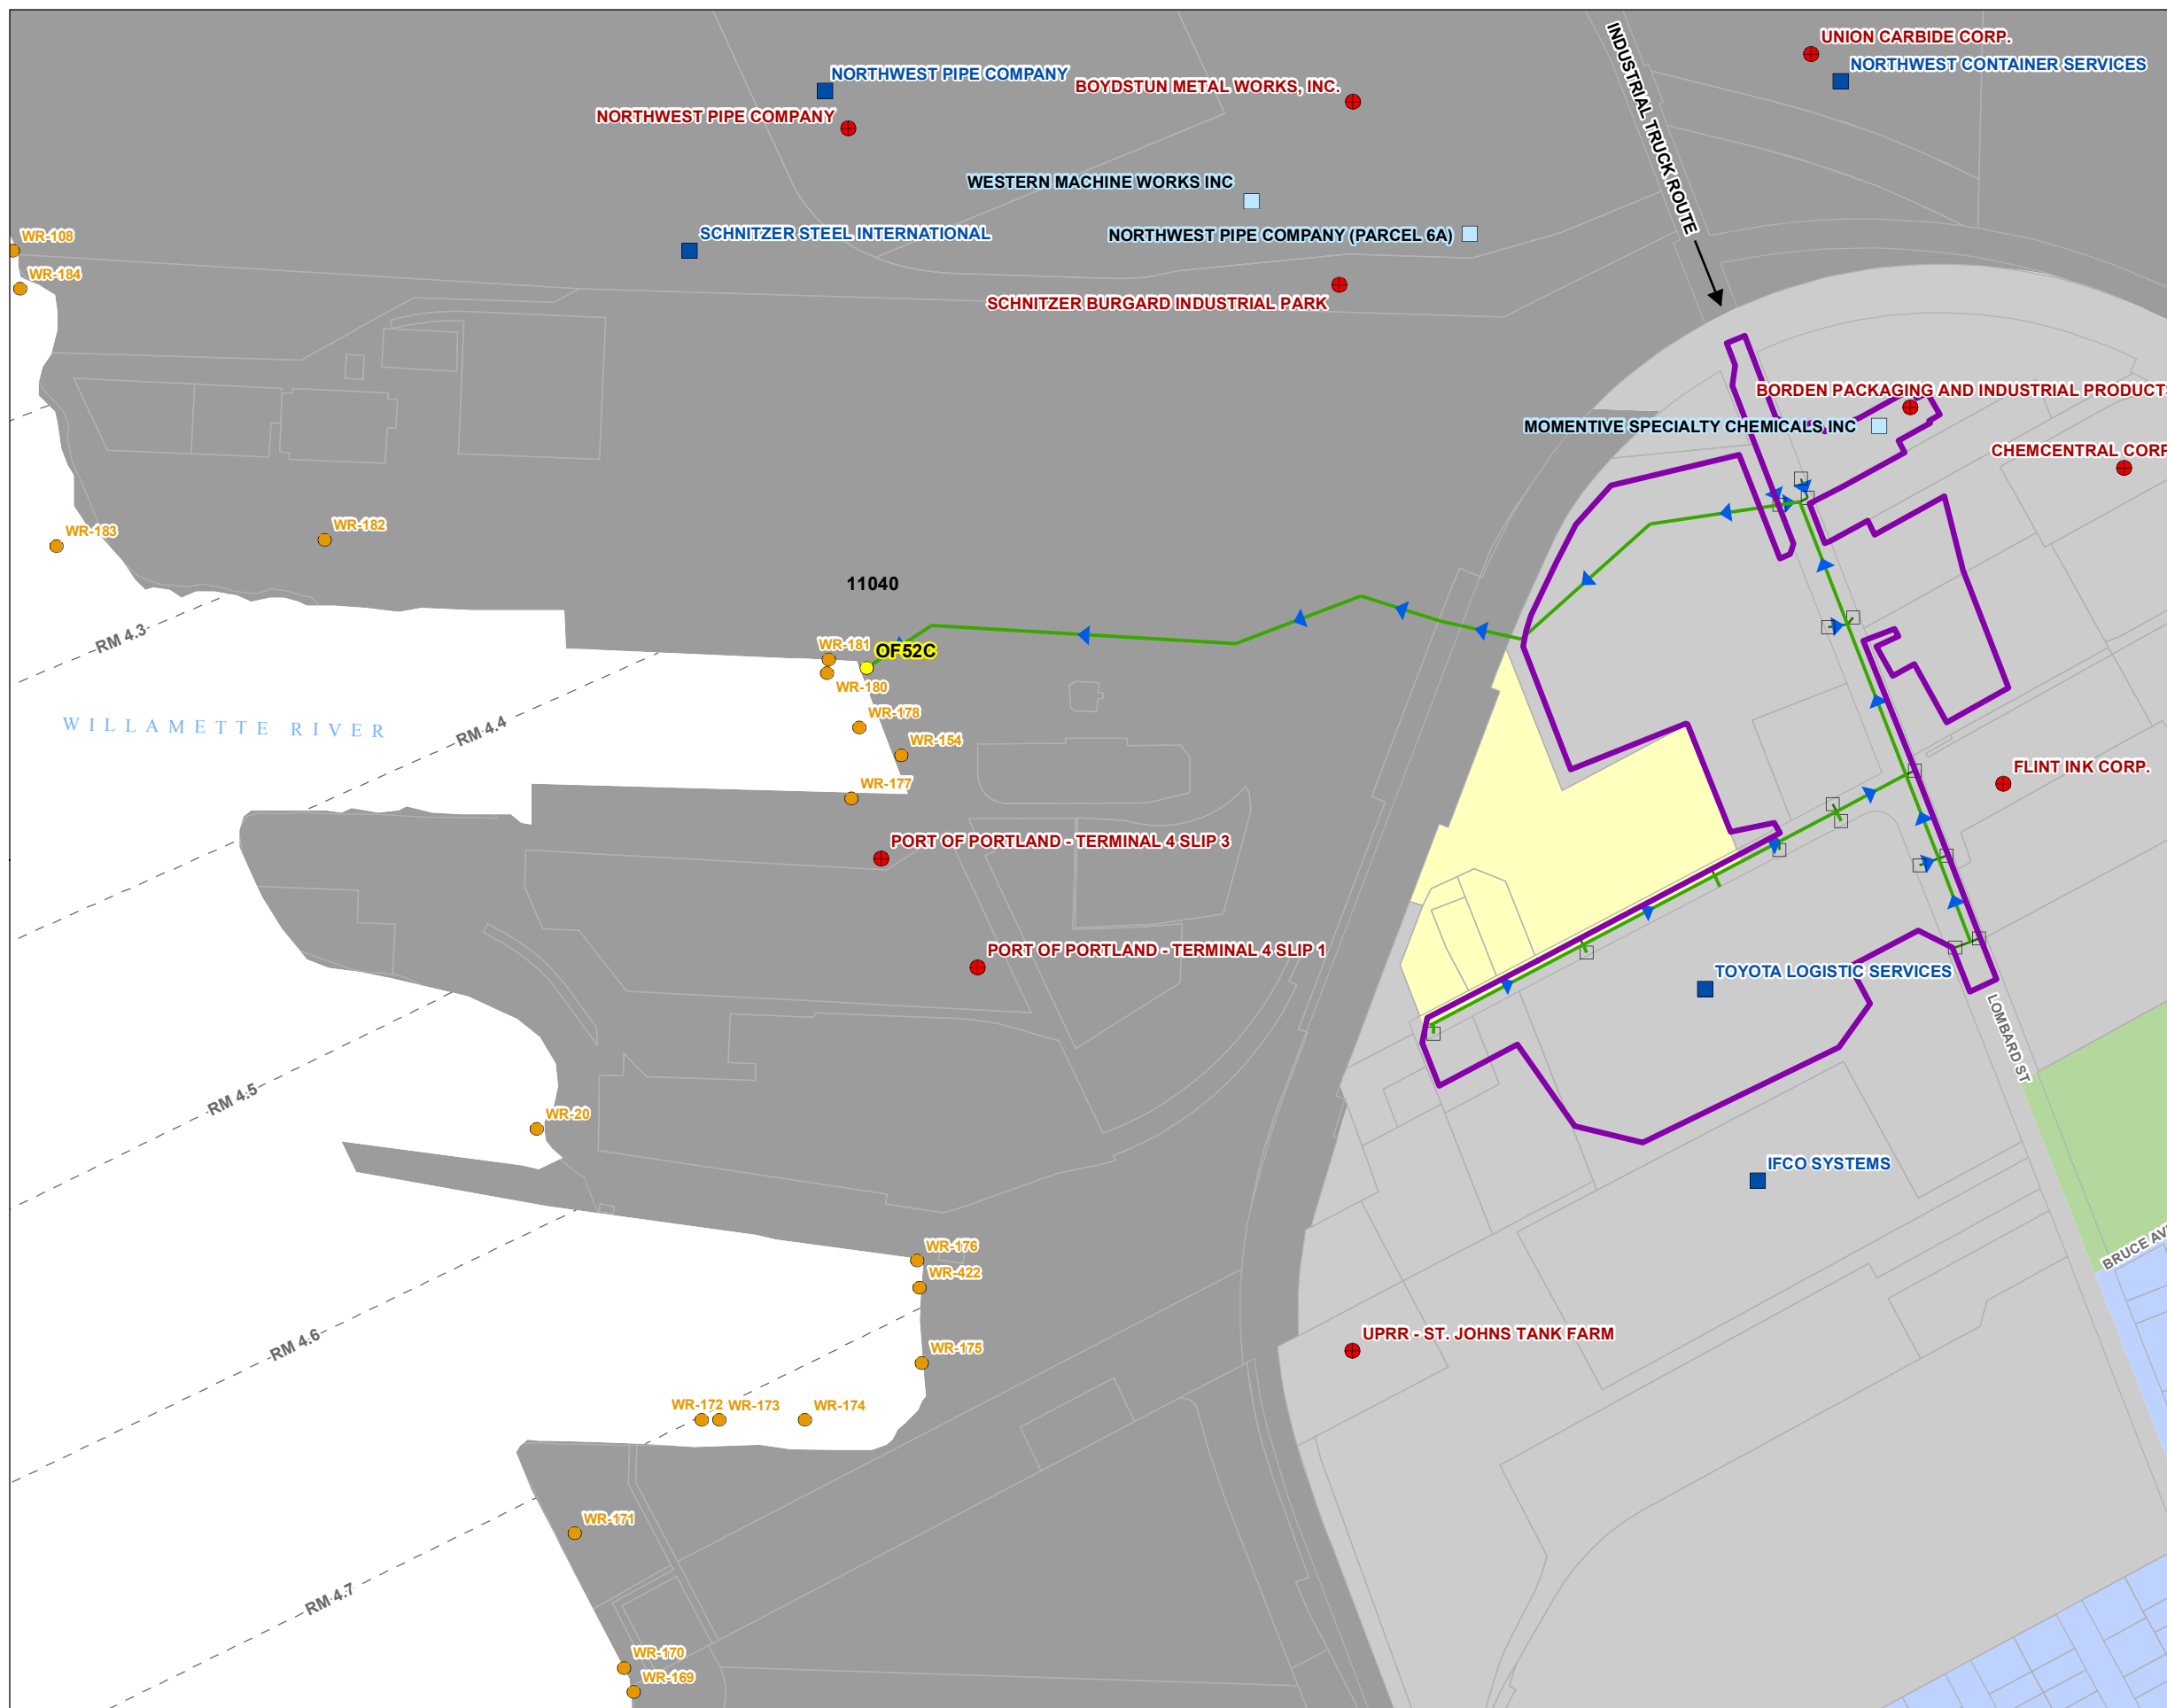 INDUSTRIAL TRUCK ROUTE
UNION CARBIDE CORP.
NORTHWEST CONTAINER SERVICES
NORTHWEST PIPE COMPANY
BOYDSTUN METAL WORKS, INC.
NORTHWEST PIPE COMPANY
WESTERN MACHINE WORKS INC
SCHNITZER STEEL INTERNATIONAL
NORTHWEST PIPE COMPANY (PARCEL 6A)
WR-108
WR-184
SCHNITZER BURGARD INDUSTRIAL PARK
BORDEN PACKAGING AND INDUSTRIAL PRODUCTS
MOMENTIVE SPECIALTY CHEMICALS INC
CHEMCENTRAL CORP
WR-183
WR-182
11040
RM 4.3
WR-181
OF52C
WR-180
WR-178
WILLAMETTE RIVER
RM 4.4
WR-154
WR-177
FLINT INK CORP.
PORT OF PORTLAND - TERMINAL 4 SLIP 3
PORT OF PORTLAND - TERMINAL 4 SLIP 1
TOYOTA LOGISTIC SERVICES
LOMBARD ST
RM 4.5
WR-20
IFCO SYSTEMS
BRUCE AV
WR-176
WR-422
RM 4.6
WR-175
UPRR - ST. JOHNS TANK FARM
WR-172
WR-173
WR-174
WR-171
RM 4.7
WR-170
WR-169